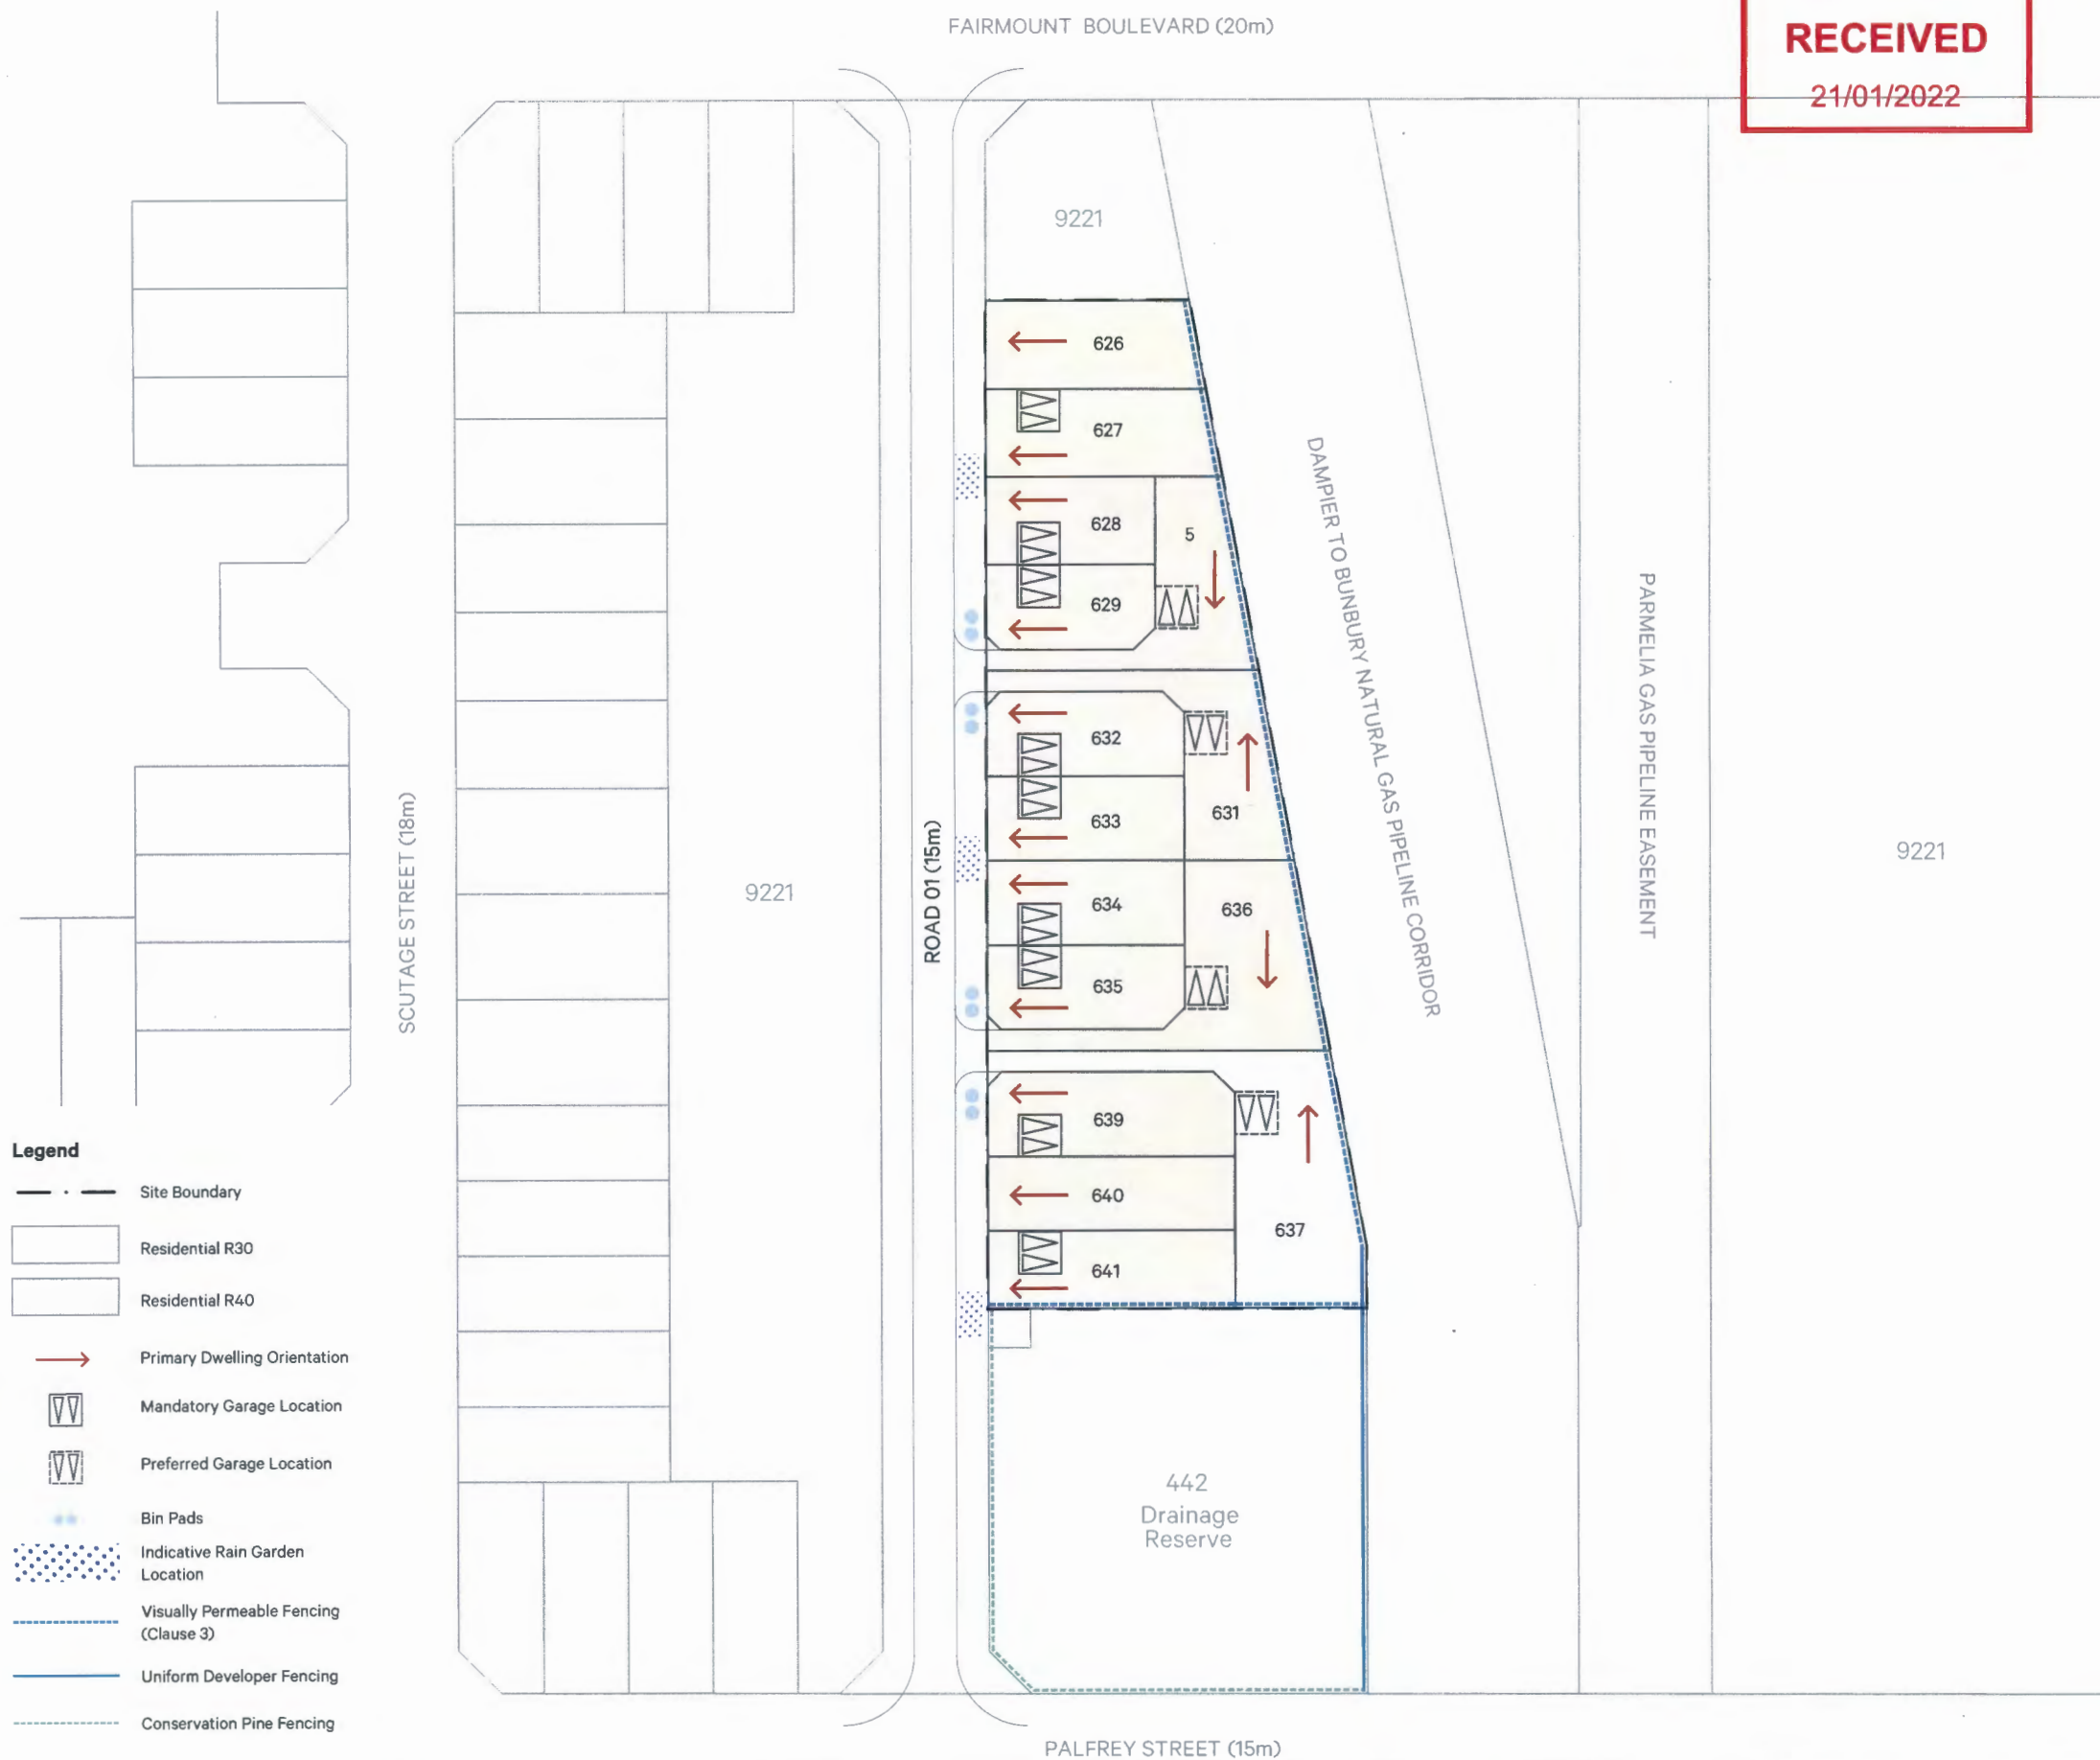 FAIRMOUNT BOULEVARD (20m)
RECEIVED
21/01/2022
9221
626
627
628
5
629
632
633
631
634
636
635
639
640
637
641
9221
9221
SCUTAGE STREET (18m)
ROAD 01 (15m)
DAMPIER TO BUNBURY NATURAL GAS PIPELINE CORRIDOR
PARMELIA GAS PIPELINE EASEMENT
442
Drainage
Reserve
PALFREY STREET (15m)
Legend
Site Boundary
Residential R30
Residential R40
Primary Dwelling Orientation
Mandatory Garage Location
Preferred Garage Location
Bin Pads
Indicative Rain Garden
Location
Visually Permeable Fencing
(Clause 3)
Uniform Developer Fencing
Conservation Pine Fencing